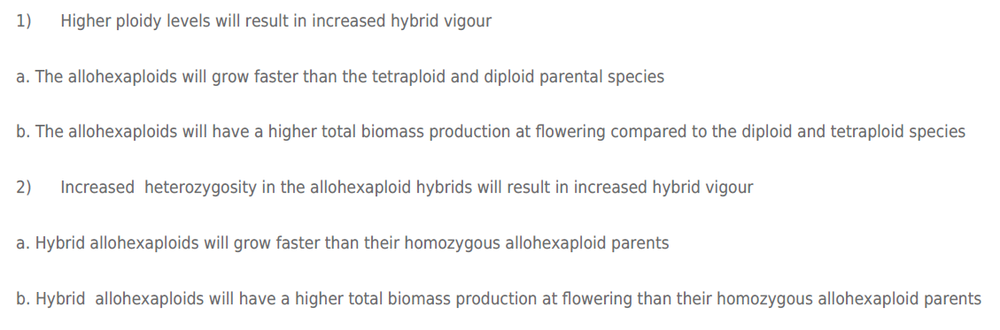 1) Higher ploidy levels will result in increased hybrid vigour
a. The allohexaploids will grow faster than the tetraploid and diploid parental species
b. The allohexaploids will have a higher total biomass production at flowering compared to the diploid and tetraploid species
2) Increased heterozygosity in the allohexaploid hybrids will result in increased hybrid vigour
a. Hybrid allohexaploids will grow faster than their homozygous allohexaploid parents
b. Hybrid allohexaploids will have a higher total biomass production at flowering than their homozygous allohexaploid parents